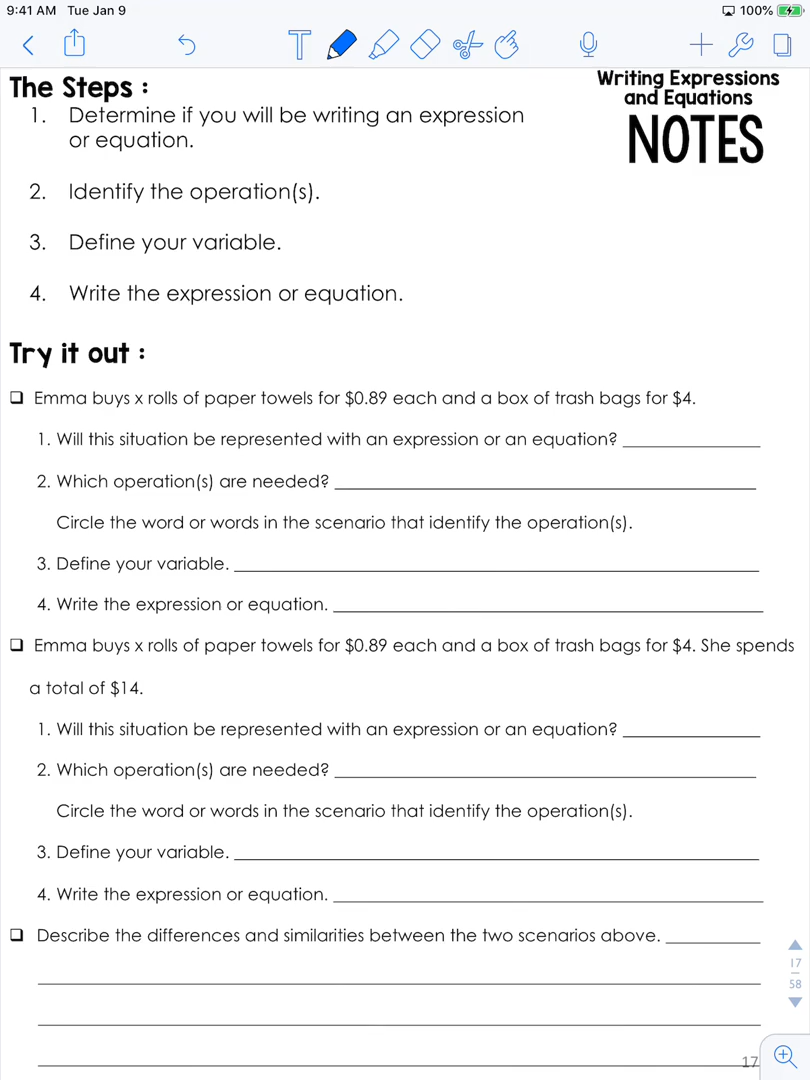 9:41 AM Tue Jan 9 100%
The Steps :
Writing Expressions
and Equations
NOTES
1. Determine if you will be writing an expression
or equation.
2. Identify the operation(s).
3. Define your variable.
4. Write the expression or equation.
Try it out :
Emma buys x rolls of paper towels for $0.89 each and a box of trash bags for $4.
1. Will this situation be represented with an expression or an equation? _______________
2. Which operation(s) are needed? _______________
Circle the word or words in the scenario that identify the operation(s).
3. Define your variable. _______________
4. Write the expression or equation. _______________
Emma buys x rolls of paper towels for $0.89 each and a box of trash bags for $4. She spends
a total of $14.
1. Will this situation be represented with an expression or an equation? _______________
2. Which operation(s) are needed? _______________
Circle the word or words in the scenario that identify the operation(s).
3. Define your variable. _______________
4. Write the expression or equation. _______________
Describe the differences and similarities between the two scenarios above. _______________
17
58
17